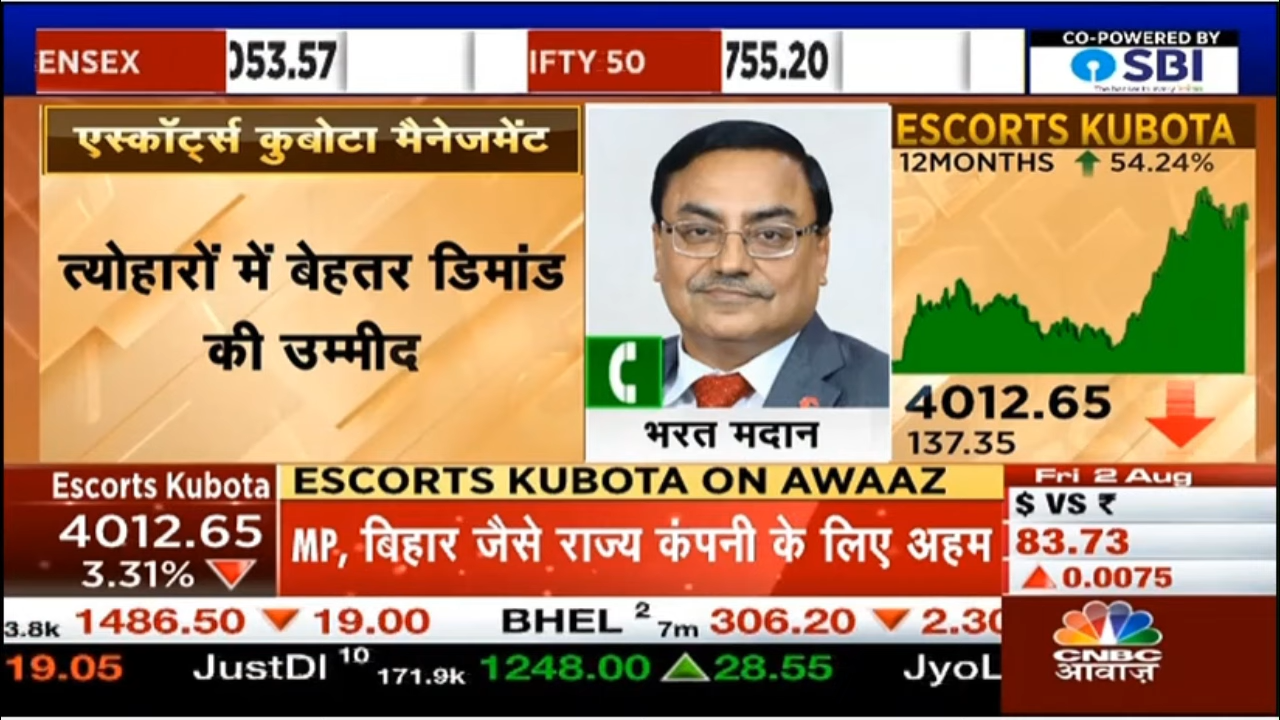 ENSEX 053.57 IFTY 50 755.20
CO-POWERED BY
SBI
एस्कॉर्ट्स कुबोटा मैनेजमेंट
त्योहारों में बेहतर डिमांड
की उम्मीद
भरत मदान
ESCORTS KUBOTA
12MONTHS 54.24%
4012.65
137.35
Escorts Kubota
4012.65
3.31%
ESCORTS KUBOTA ON AWAAZ
MP, बिहार जैसे राज्य कंपनी के लिए अहम
Fri 2 Aug
$ VS ₹
83.73
0.0075
3.8k 1486.50 19.00 BHEL 2 7m 306.20 2.30
19.05 JustDI 10 171.9k 1248.00 28.55 JyoL
CNBC
आवाज़